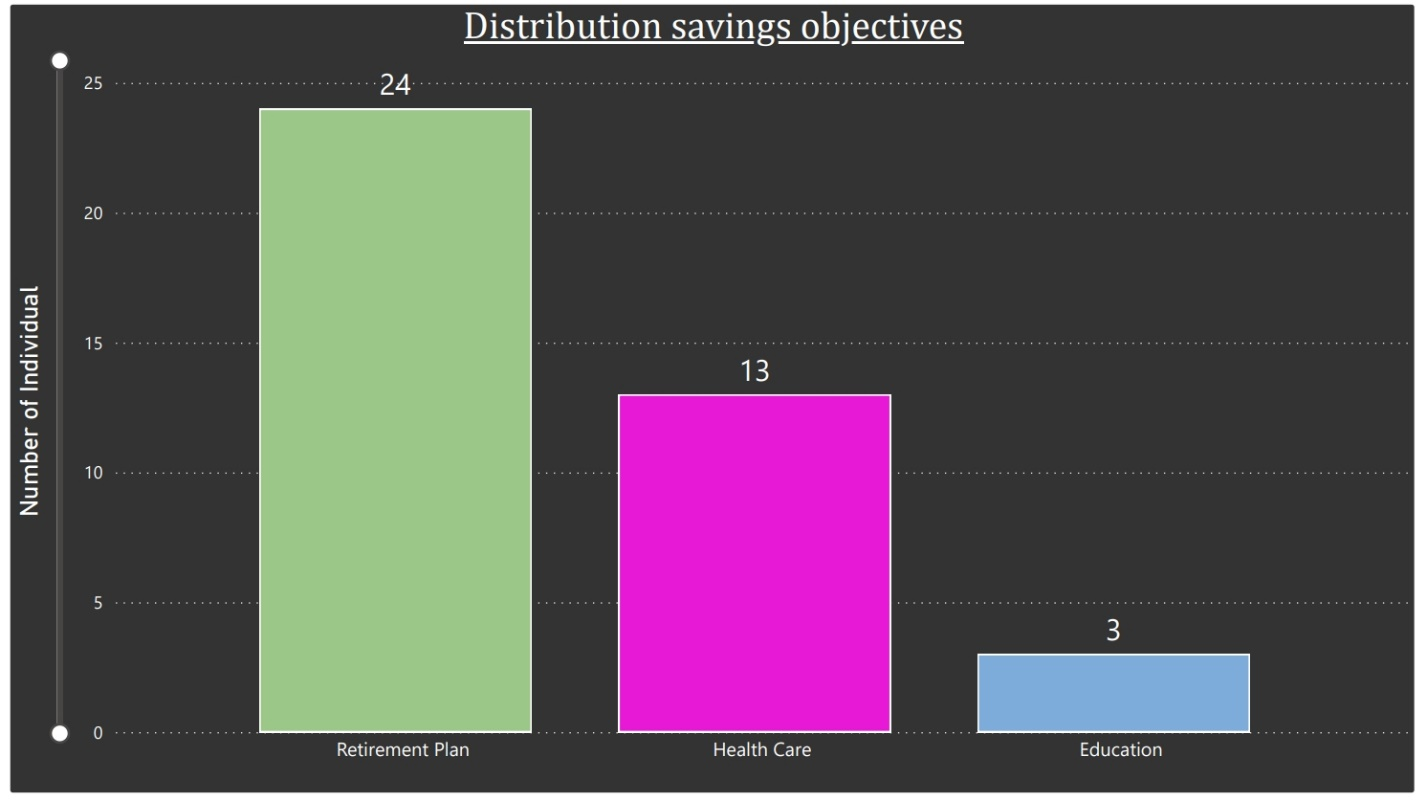 Distribution savings objectives
Number of Individual
25
20
15
10
5
0
24
13
3
Retirement Plan
Health Care
Education